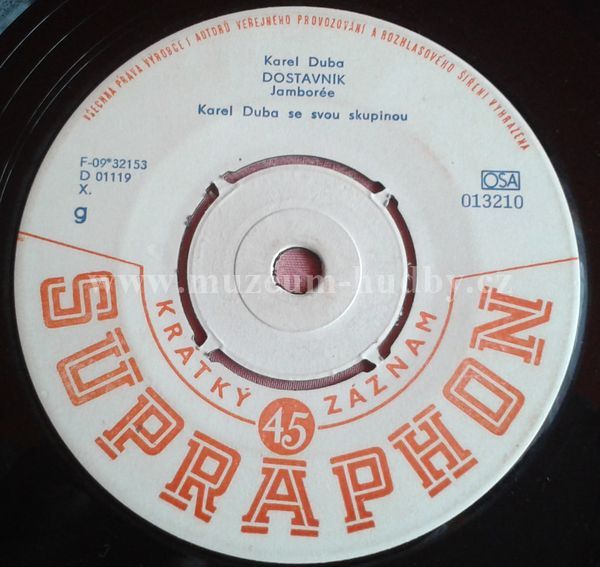 VŠECHNA PRÁVA VÝROBCE I AUTORŮ VEŘEJNÉHO PROVOZOVÁNÍ A ROZHLASOVÉHO ŠÍŘENÍ VYHRAZENA
Karel Duba
DOSTAVNÍK
Jamborée
Karel Duba se svou skupinou
F-09*32153
D 01119
X.
g
OSA
013210
www.muzeum-hudby.cz
KRÁTKÝ 45 ZÁZNAM
SUPRAPHON